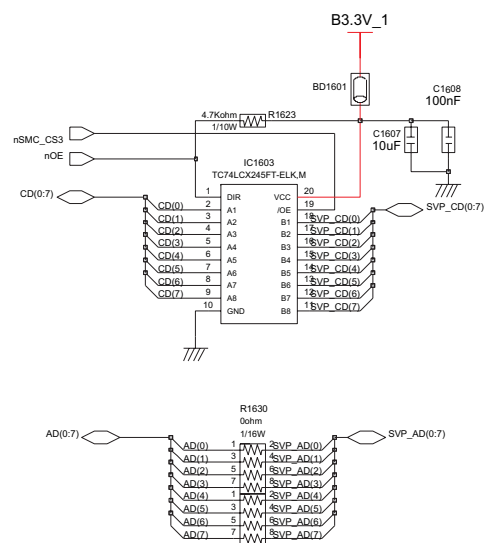 B3.3V_1
BD1601
C1608
100nF
4.7Kohm R1623
1/10W
C1607
10uF
nSMC_CS3
nOE
IC1603
TC74LCX245FT-ELK,M
CD(0:7)
SVP_CD(0:7)
1 DIR VCC 20
/OE 19
CD(0) 2 A1 B1 18 SVP_CD(0)
CD(1) 3 A2 B2 17 SVP_CD(1)
CD(2) 4 A3 B3 16 SVP_CD(2)
CD(3) 5 A4 B4 15 SVP_CD(3)
CD(4) 6 A5 B5 14 SVP_CD(4)
CD(5) 7 A6 B6 13 SVP_CD(5)
CD(6) 8 A7 B7 12 SVP_CD(6)
CD(7) 9 A8 B8 11 SVP_CD(7)
10 GND
R1630
0ohm
1/16W
AD(0:7)
SVP_AD(0:7)
AD(0) 1 2 SVP_AD(0)
AD(1) 3 4 SVP_AD(1)
AD(2) 5 6 SVP_AD(2)
AD(3) 7 8 SVP_AD(3)
AD(4) 1 2 SVP_AD(4)
AD(5) 3 4 SVP_AD(5)
AD(6) 5 6 SVP_AD(6)
AD(7) 7 8 SVP_AD(7)